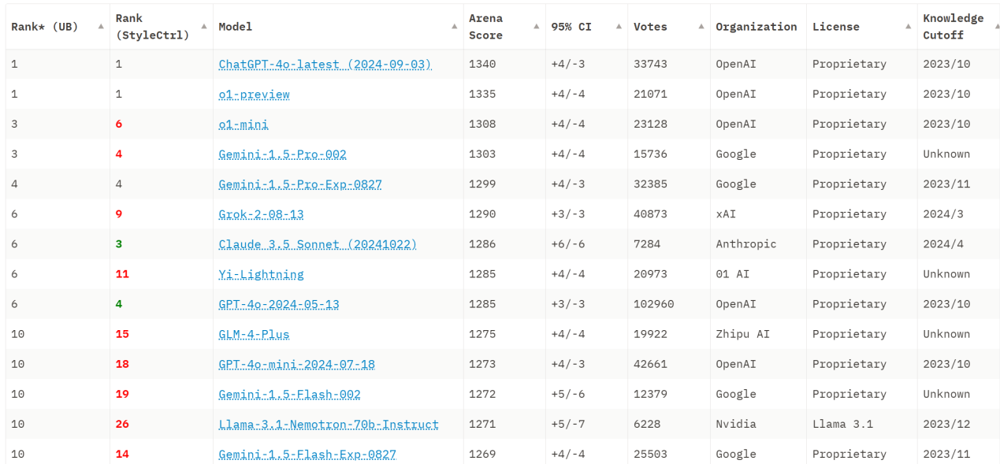 Rank* (UB) ▲ Rank (StyleCtrl) ▲ Model ▲ Arena Score ▲ 95% CI ▲ Votes ▲ Organization License ▲ Knowledge Cutoff ▲
1 1 ChatGPT-4o-latest (2024-09-03) 1340 +4/-3 33743 OpenAI Proprietary 2023/10
1 1 o1-preview 1335 +4/-4 21071 OpenAI Proprietary 2023/10
3 6 o1-mini 1308 +4/-4 23128 OpenAI Proprietary 2023/10
3 4 Gemini-1.5-Pro-002 1303 +4/-4 15736 Google Proprietary Unknown
4 4 Gemini-1.5-Pro-Exp-0827 1299 +4/-3 32385 Google Proprietary 2023/11
6 9 Grok-2-08-13 1290 +3/-3 40873 xAI Proprietary 2024/3
6 3 Claude 3.5 Sonnet (20241022) 1286 +6/-6 7284 Anthropic Proprietary 2024/4
6 11 Yi-Lightning 1285 +4/-4 20973 01 AI Proprietary Unknown
6 4 GPT-4o-2024-05-13 1285 +3/-3 102960 OpenAI Proprietary 2023/10
10 15 GLM-4-Plus 1275 +4/-4 19922 Zhipu AI Proprietary Unknown
10 18 GPT-4o-mini-2024-07-18 1273 +4/-3 42661 OpenAI Proprietary 2023/10
10 19 Gemini-1.5-Flash-002 1272 +5/-6 12379 Google Proprietary Unknown
10 26 Llama-3.1-Nemotron-70b-Instruct 1271 +5/-7 6228 Nvidia Llama 3.1 2023/12
10 14 Gemini-1.5-Flash-Exp-0827 1269 +4/-4 25503 Google Proprietary 2023/11